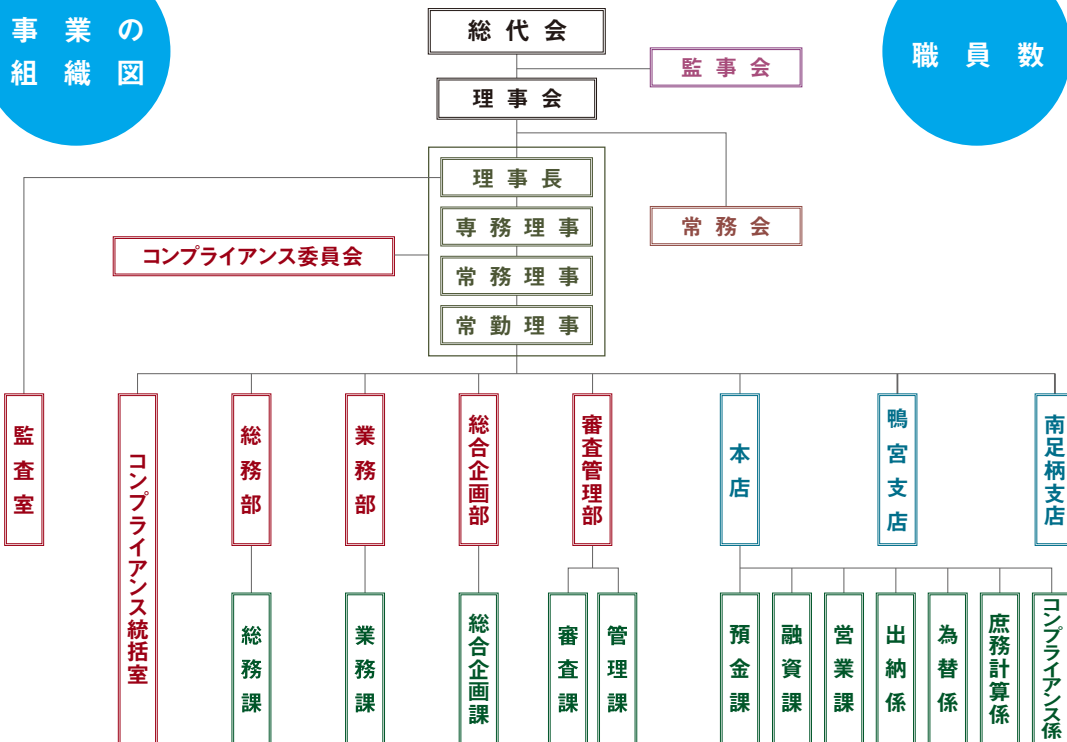 事業の
組織図
職員数
総代会
監事会
理事会
理事長
専務理事
常務理事
常勤理事
常務会
コンプライアンス委員会
監査室
コンプライアンス統括室
総務部
業務部
総合企画部
審査管理部
本店
鴨宮支店
南足柄支店
総務課
業務課
総合企画課
審査課
管理課
預金課
融資課
営業課
出納係
為替係
庶務計算係
コンプライアンス係